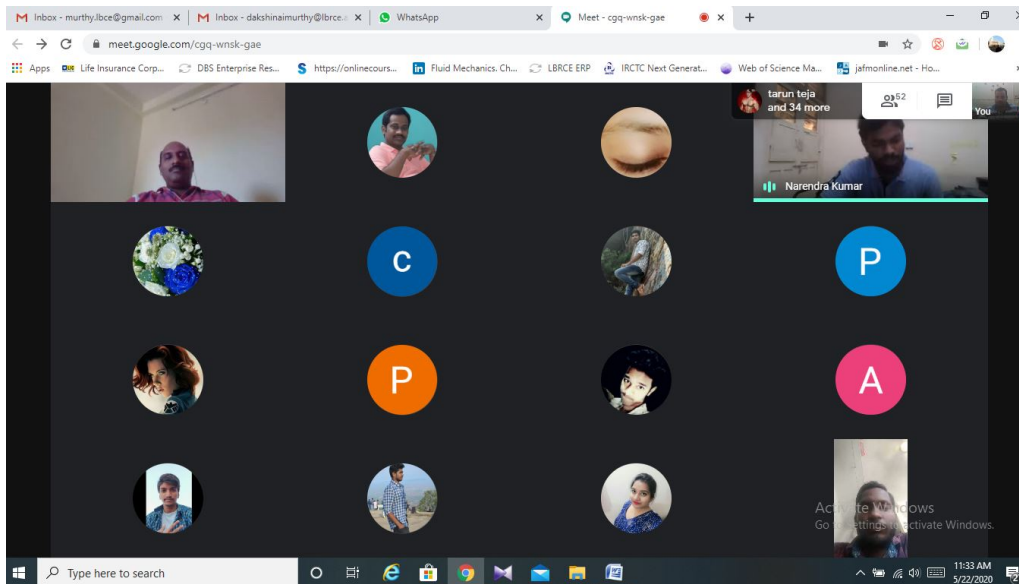 Inbox - murthy.lbce@gmail.com
Inbox - dakshinaimurthy@lbrce.a
WhatsApp
Meet - cgq-wnsk-gae
meet.google.com/cgq-wnsk-gae
Apps
Life Insurance Corp...
DBS Enterprise Res...
https://onlinecours...
Fluid Mechanics. Ch...
LBRCE ERP
IRCTC Next Generat...
Web of Science Ma...
jafmonline.net - Ho...
tarun teja
and 34 more
52
You
Narendra Kumar
C
P
P
A
Activate Windows
Go to Settings to activate Windows.
Type here to search
11:33 AM
5/22/2020